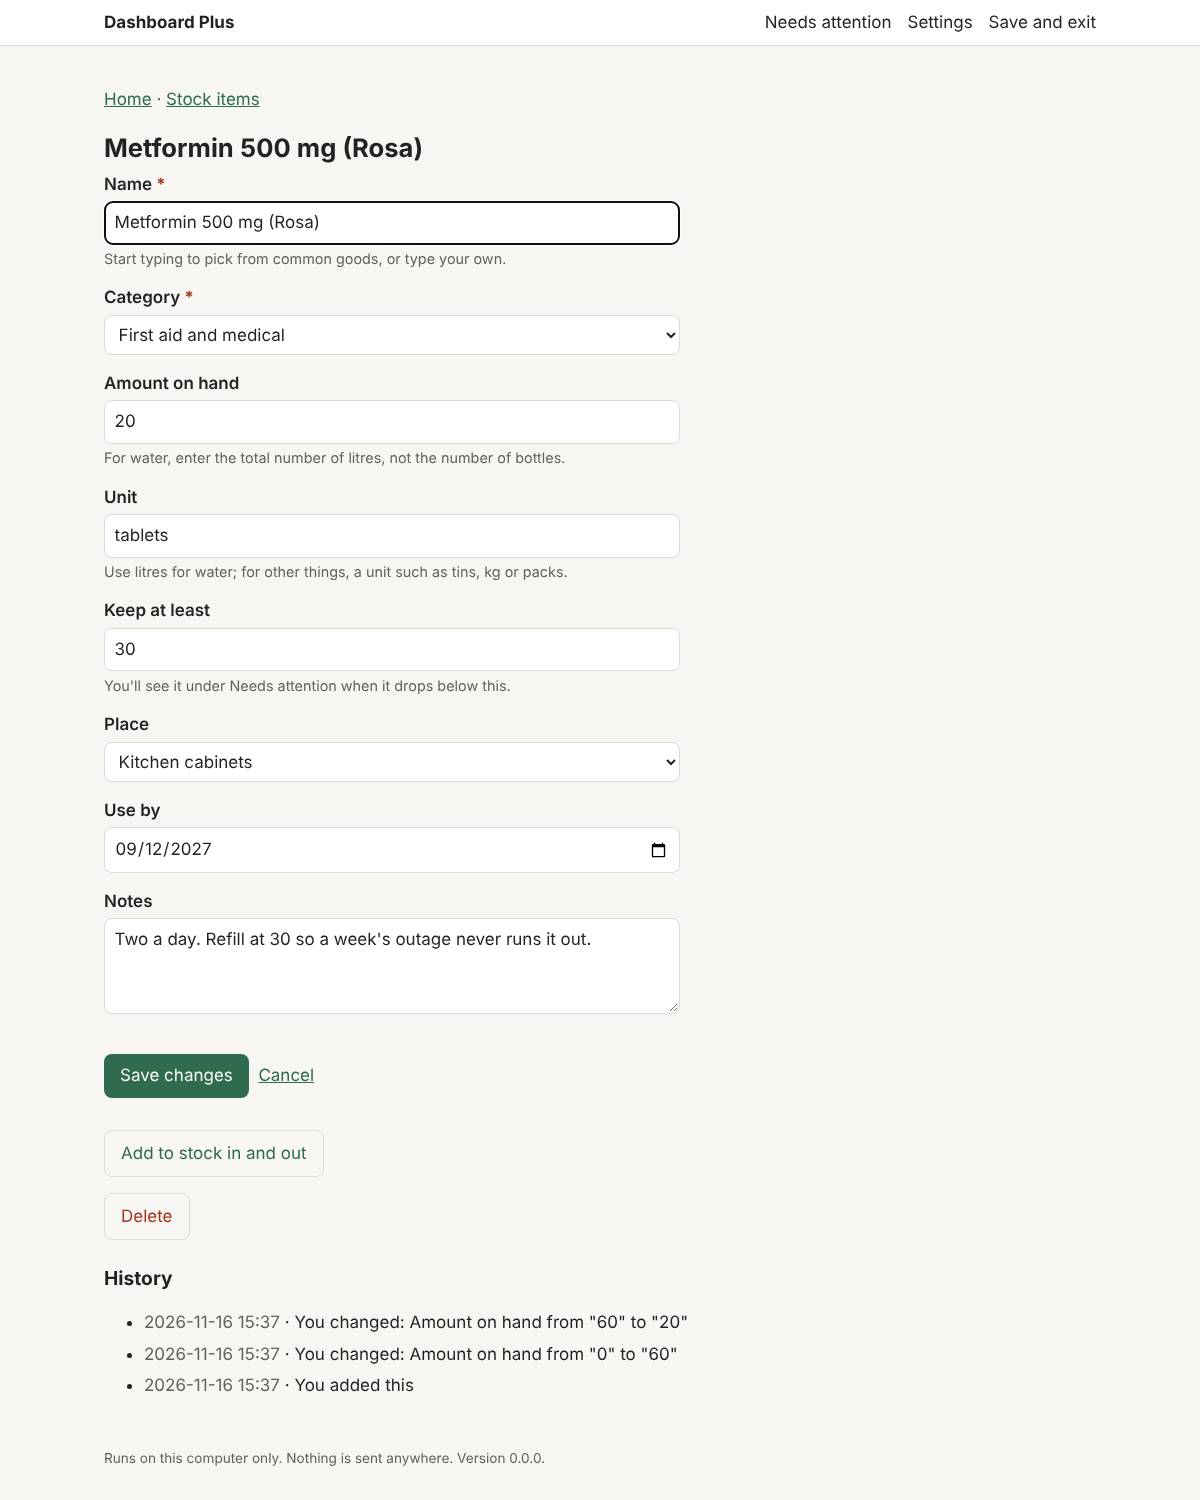 Dashboard Plus
Needs attention Settings Save and exit
Home · Stock items
Metformin 500 mg (Rosa)
Name *
Metformin 500 mg (Rosa)
Start typing to pick from common goods, or type your own.
Category *
First aid and medical
Amount on hand
20
For water, enter the total number of litres, not the number of bottles.
Unit
tablets
Use litres for water; for other things, a unit such as tins, kg or packs.
Keep at least
30
You'll see it under Needs attention when it drops below this.
Place
Kitchen cabinets
Use by
09/12/2027
Notes
Two a day. Refill at 30 so a week's outage never runs it out.
Save changes Cancel
Add to stock in and out
Delete
History
2026-11-16 15:37 · You changed: Amount on hand from "60" to "20"
2026-11-16 15:37 · You changed: Amount on hand from "0" to "60"
2026-11-16 15:37 · You added this
Runs on this computer only. Nothing is sent anywhere. Version 0.0.0.